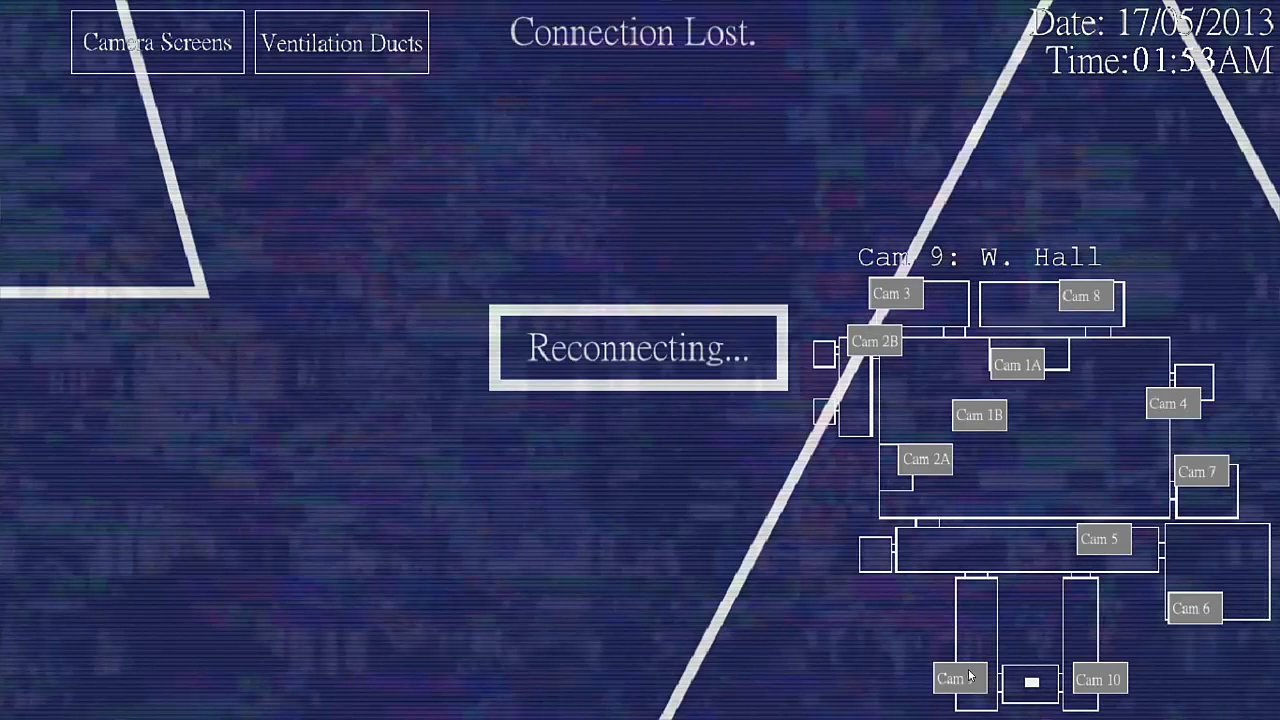 Camera Screens
Ventilation Ducts
Connection Lost.
Date: 17/05/2013
Time:01:53AM
Reconnecting...
Cam 9: W. Hall
Cam 3
Cam 8
Cam 2B
Cam 1A
Cam 4
Cam 1B
Cam 2A
Cam 7
Cam 5
Cam 6
Cam
Cam 10